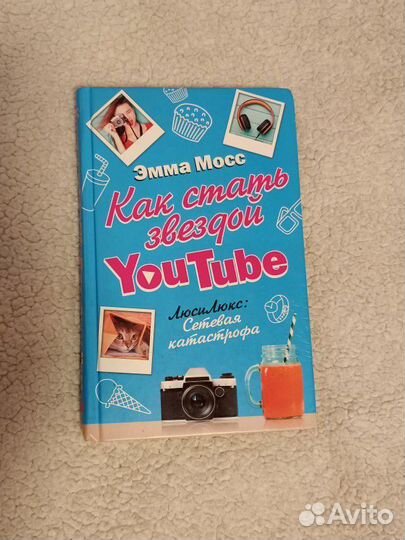 Эмма Мосс
Как стать
звездой
YouTube
ЛюсиЛюкс:
Сетевая
катастрофа
Avito